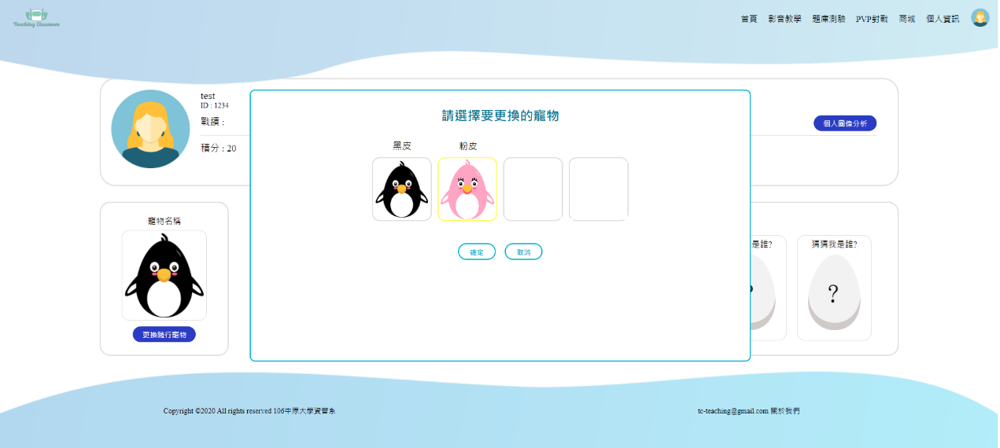 Teaching Classroom
首頁 影音教學 題庫測驗 PVP對戰 商城 個人資訊
test
ID : 1234
戰績 :
積分 : 20
個人圖像分析
請選擇要更換的寵物
黑皮 粉皮
確定 取消
寵物名稱
更換隨行寵物
是誰? 猜猜我是誰?
? ?
Copyright ©2020 All rights reserved 106中原大學資管系
tc-teaching@gmail.com 關於我們